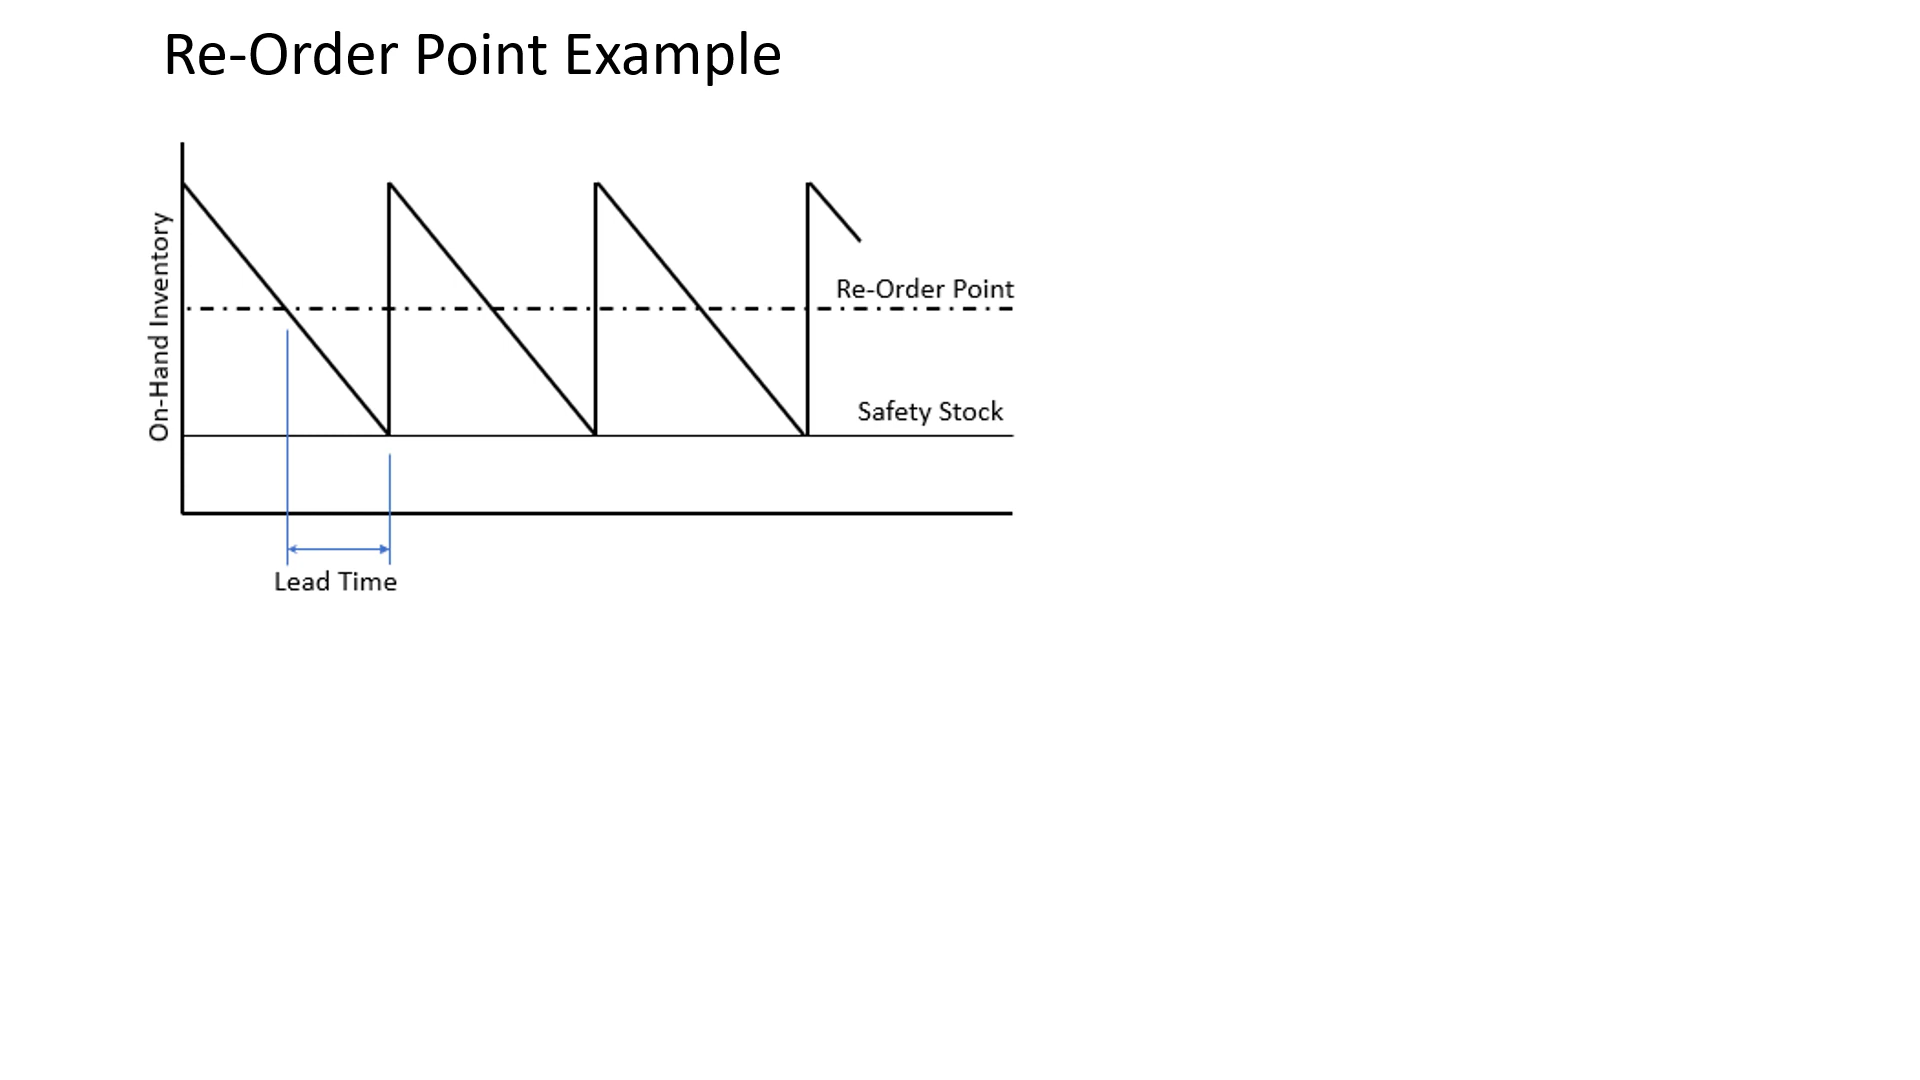 Re-Order Point Example
On-Hand Inventory
Re-Order Point
Safety Stock
Lead Time